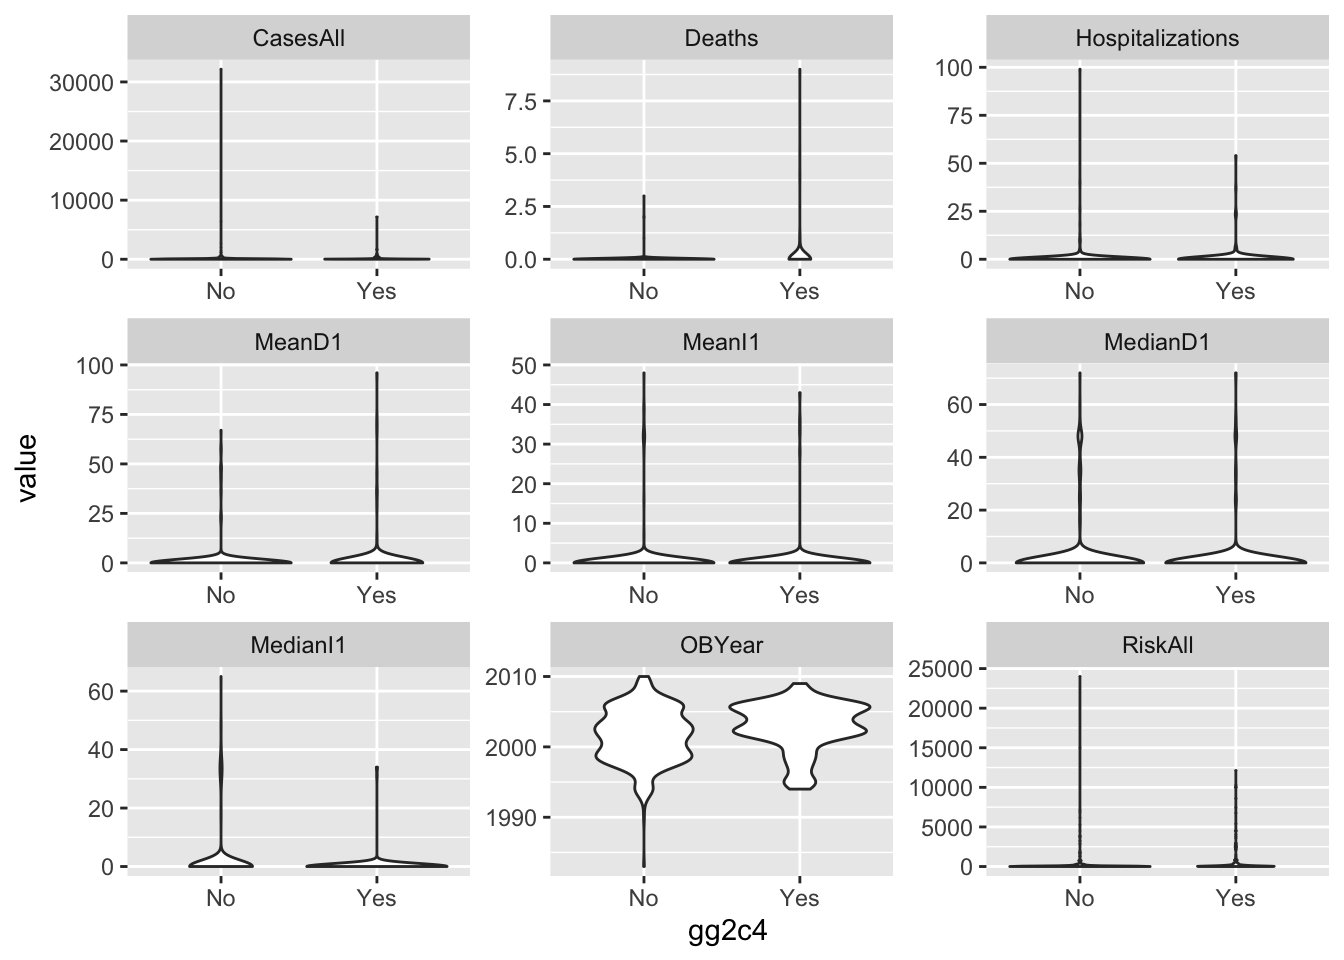 CasesAll
Deaths
Hospitalizations
30000
20000
10000
0
No
Yes
7.5
5.0
2.5
0.0
No
Yes
100
75
50
25
0
No
Yes
MeanD1
MeanI1
MedianD1
value
100
75
50
25
0
No
Yes
50
40
30
20
10
0
No
Yes
60
40
20
0
No
Yes
MedianI1
OBYear
RiskAll
60
40
20
0
No
Yes
2010
2000
1990
No
Yes
25000
20000
15000
10000
5000
0
No
Yes
gg2c4